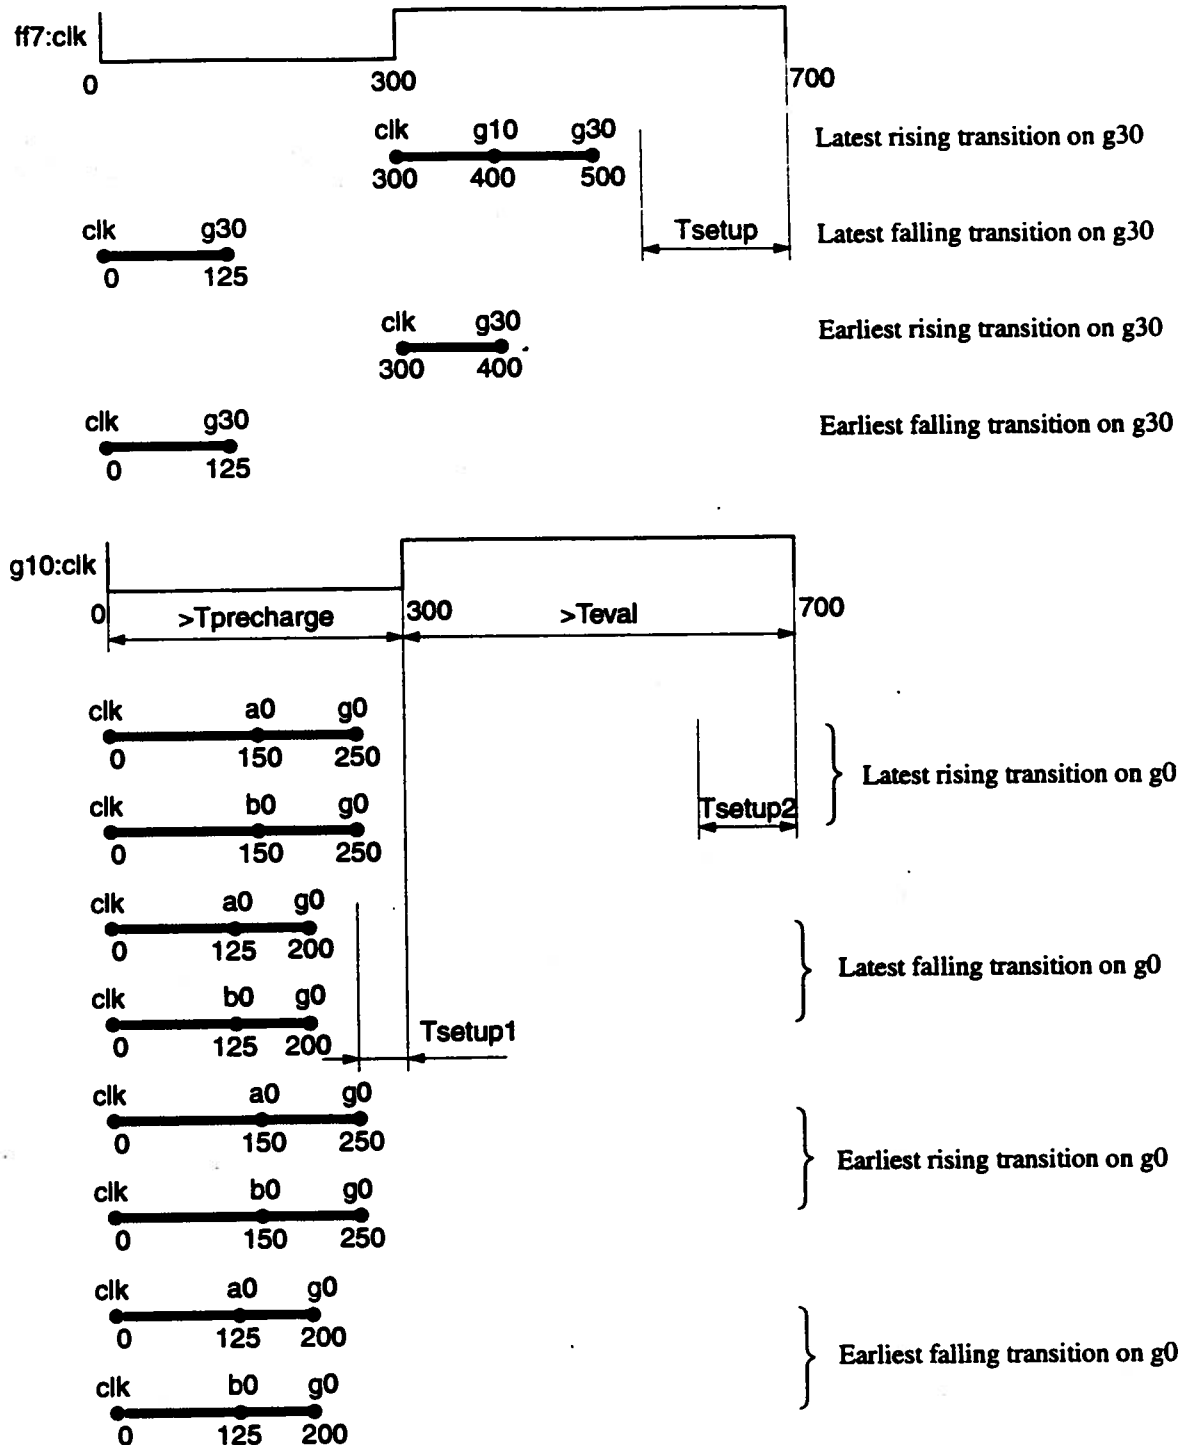 ff7:clk
0 300 700
clk g10 g30 Latest rising transition on g30
300 400 500
clk g30 Tsetup Latest falling transition on g30
0 125
clk g30 Earliest rising transition on g30
300 400
clk g30 Earliest falling transition on g30
0 125
g10:clk
0 >Tprecharge 300 >Teval 700
clk a0 g0
0 150 250
Latest rising transition on g0
clk b0 g0 Tsetup2
0 150 250
clk a0 g0
0 125 200
Latest falling transition on g0
clk b0 g0
0 125 200 Tsetup1
clk a0 g0
0 150 250
Earliest rising transition on g0
clk b0 g0
0 150 250
clk a0 g0
0 125 200
Earliest falling transition on g0
clk b0 g0
0 125 200